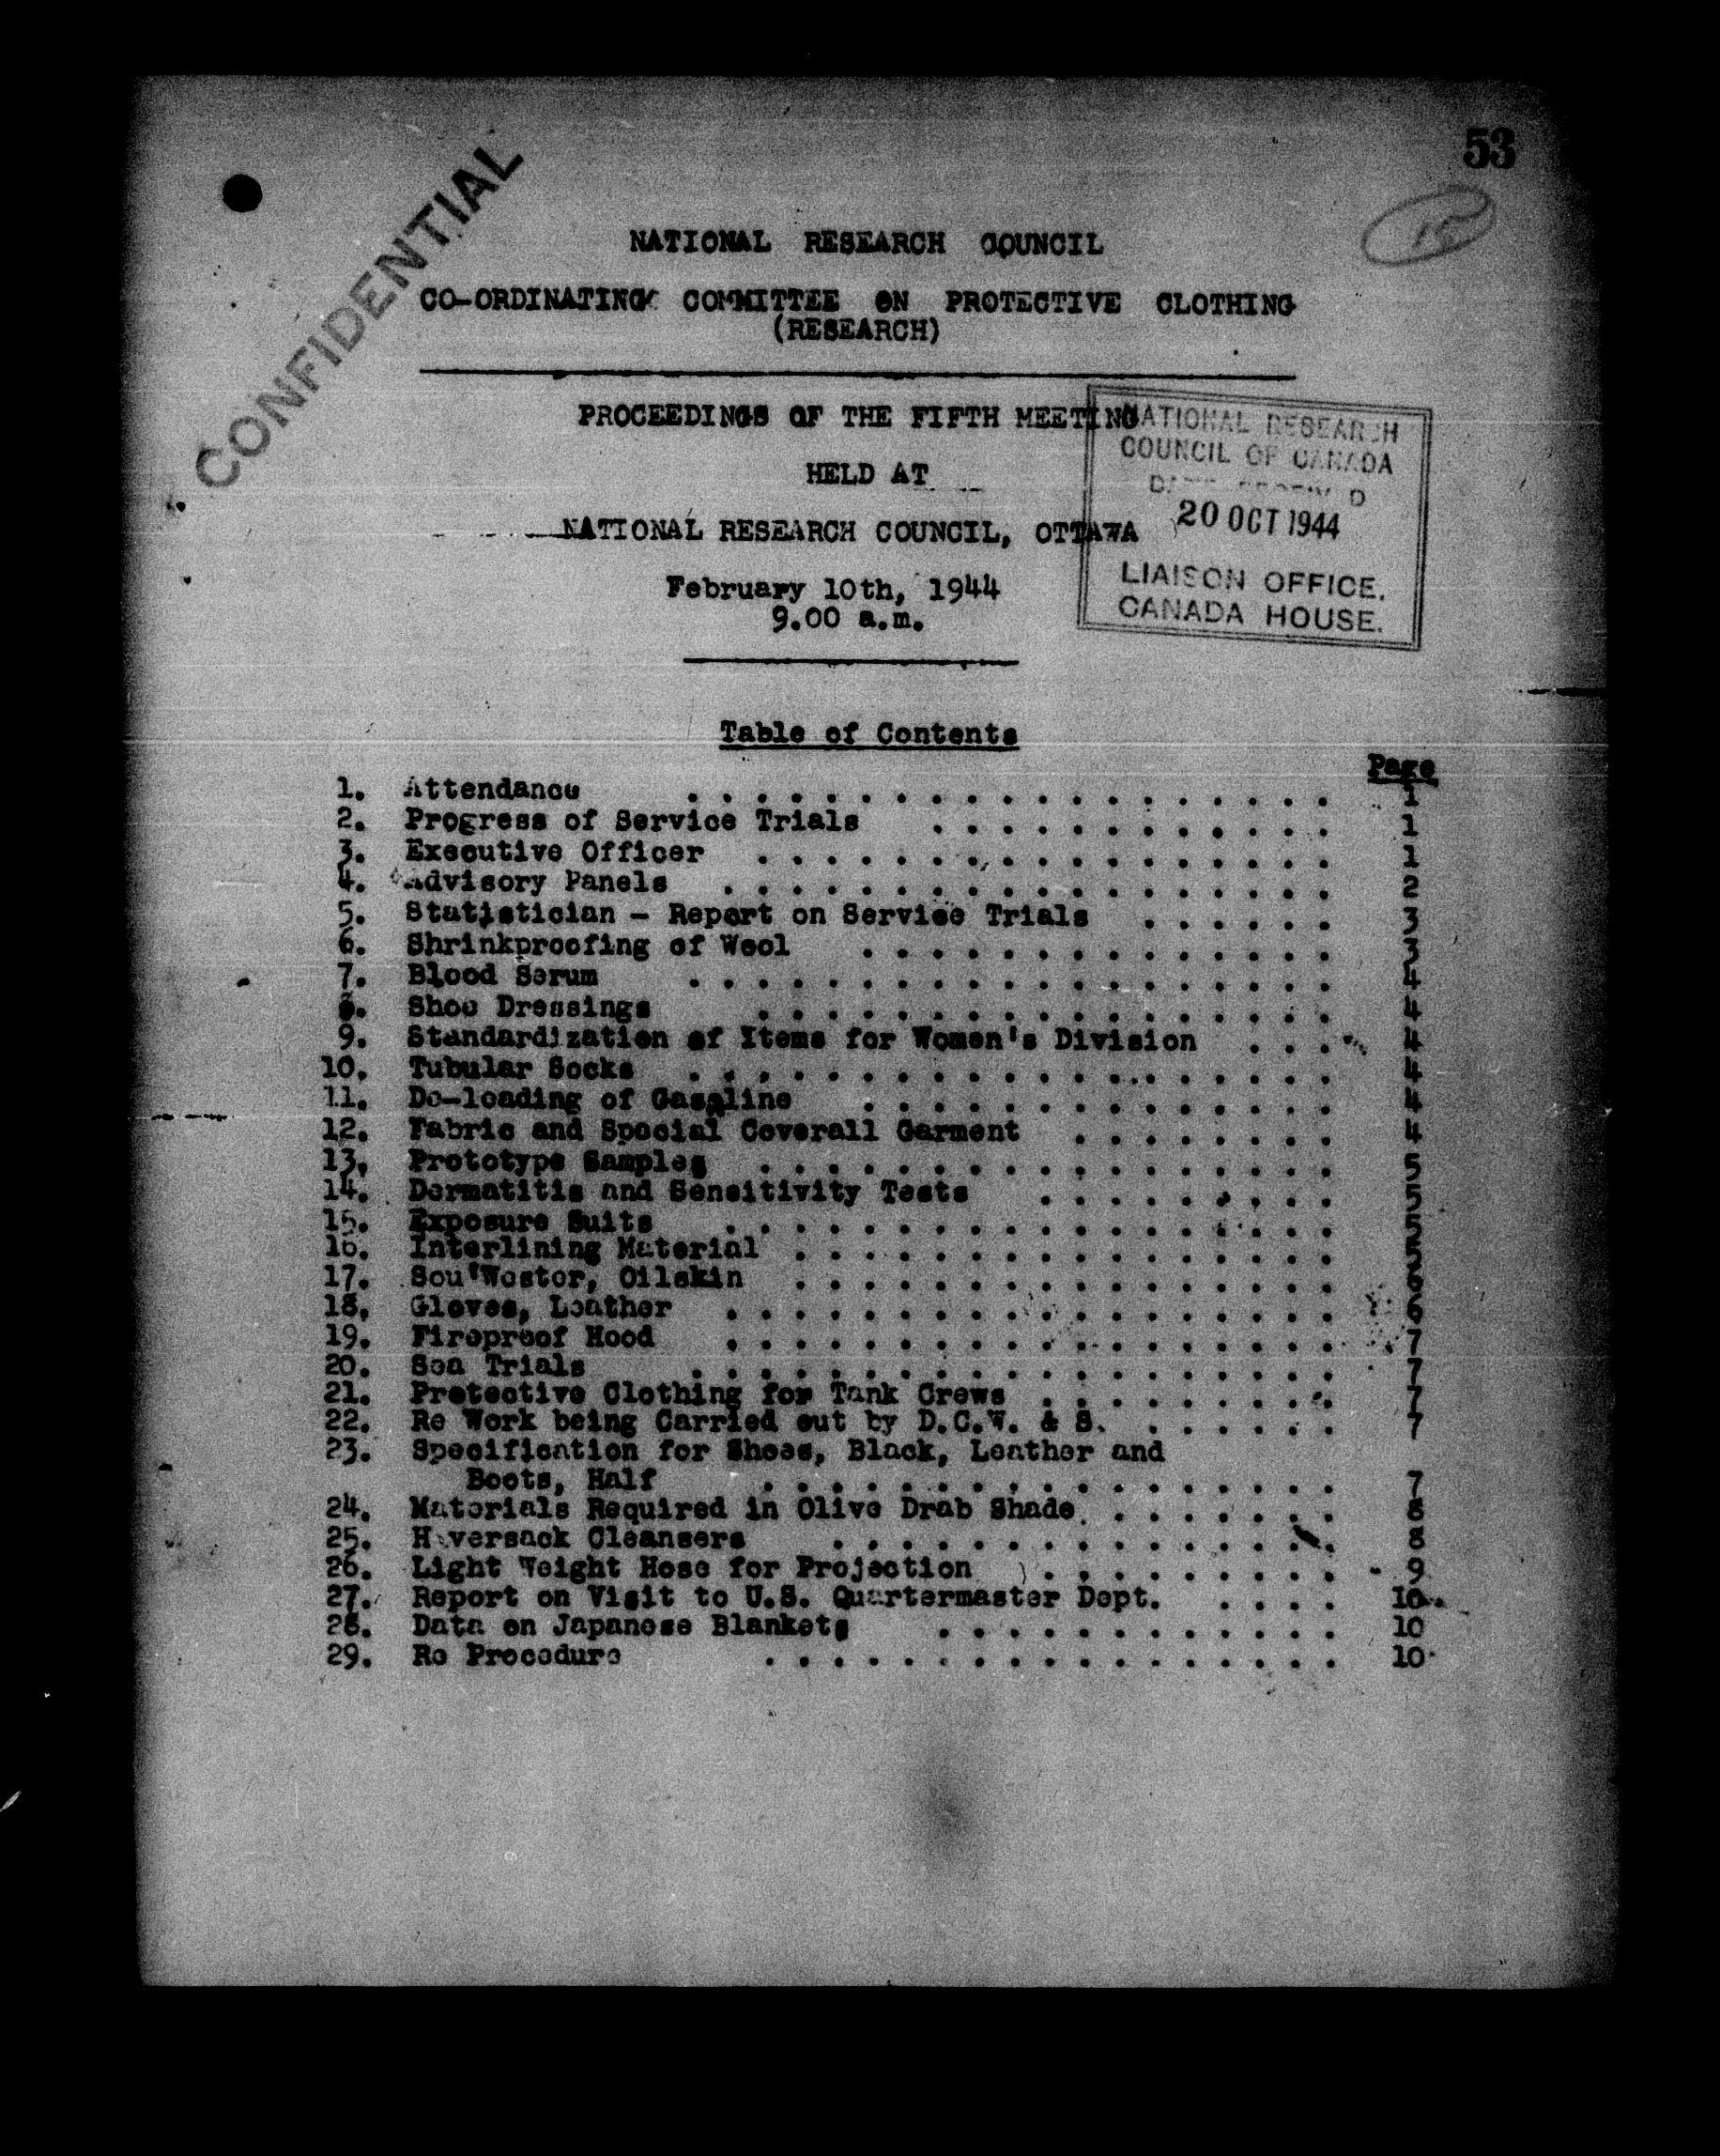 53
15
CONFIDENTIAL
NATIONAL RESEARCH COUNCIL
CO-ORDINATING COMMITTEE ON PROTECTIVE CLOTHING
(RESEARCH)
PROCEEDINGS OF THE FIFTH MEETING
HELD AT
NATIONAL RESEARCH COUNCIL, OTTAWA
February 10th, 1944
9.00 a.m.
NATIONAL RESEARCH
COUNCIL OF CANADA
20 OCT 1944
LIAISON OFFICE.
CANADA HOUSE.
Table of Contents
Page
1. Attendance . . . . . . . . . . . . . . . . . . . 1
2. Progress of Service Trials . . . . . . . . . . . . 1
3. Executive Officer . . . . . . . . . . . . . . . . . 1
4. Advisory Panels . . . . . . . . . . . . . . . . . . 2
5. Statistician - Report on Service Trials . . . . . . 3
6. Shrinkproofing of Wool . . . . . . . . . . . . . . 3
7. Blood Serum . . . . . . . . . . . . . . . . . . . 4
8. Shoe Dressings . . . . . . . . . . . . . . . . . 4
9. Standardization of Items for Women's Division . . . 4
10. Tubular Socks . . . . . . . . . . . . . . . . . . . 4
11. De-leading of Gasoline . . . . . . . . . . . . . . 4
12. Fabric and Special Coverall Garment . . . . . . . . 4
13. Prototype Samples . . . . . . . . . . . . . . . . . 5
14. Dermatitis and Sensitivity Tests . . . . . . . . . 5
15. Exposure Suits . . . . . . . . . . . . . . . . . . 5
16. Interlining Material . . . . . . . . . . . . . . . . 5
17. Sou'Wester, Oilskin . . . . . . . . . . . . . . . . 6
18. Gloves, Leather . . . . . . . . . . . . . . . . . . 6
19. Fireproof Hood . . . . . . . . . . . . . . . . . . 7
20. Sea Trials . . . . . . . . . . . . . . . . . . . 7
21. Protective Clothing for Tank Crews . . . . . . . . . 7
22. Re Work being Carried out by D.C.W. & S. . . . . . . 7
23. Specification for Shoes, Black, Leather and
Boots, Half . . . . . . . . . . . . . . . . . 7
24. Materials Required in Olive Drab Shade . . . . . . . 8
25. Haversack Cleansers . . . . . . . . . . . . . . . 8
26. Light Weight Hose for Projection . . . . . . . . . 9
27. Report on Visit to U.S. Quartermaster Dept. . . . . 10
28. Data on Japanese Blankets . . . . . . . . . . . . 10
29. Re Procedure . . . . . . . . . . . . . . . . . 10